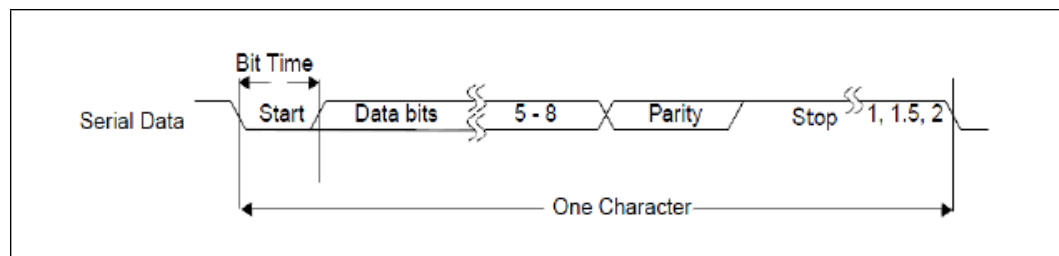 Bit Time
Serial Data Start Data bits 5 - 8 Parity Stop 1, 1.5, 2
One Character